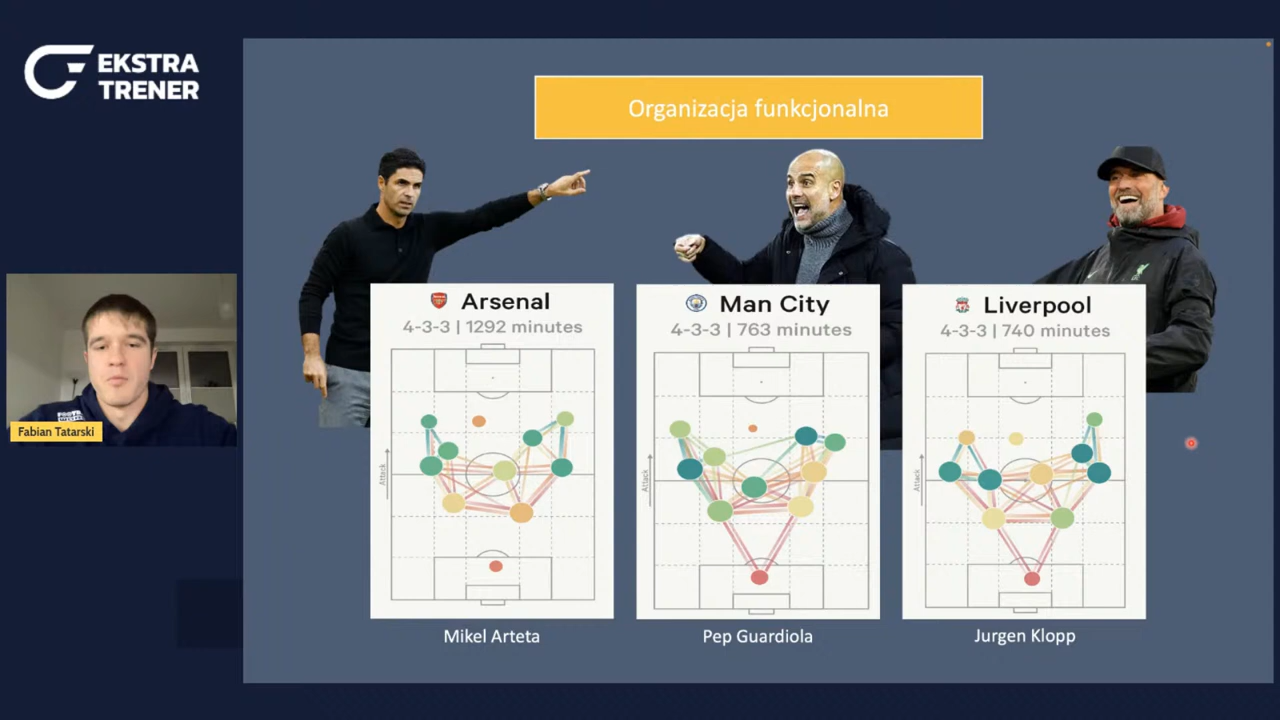 EKSTRA
TRENER
Organizacja funkcjonalna
Arsenal
4-3-3 | 1292 minutes
Attack
Mikel Arteta
Man City
4-3-3 | 763 minutes
Attack
Pep Guardiola
Liverpool
4-3-3 | 740 minutes
Attack
Jurgen Klopp
Fabian Tatarski